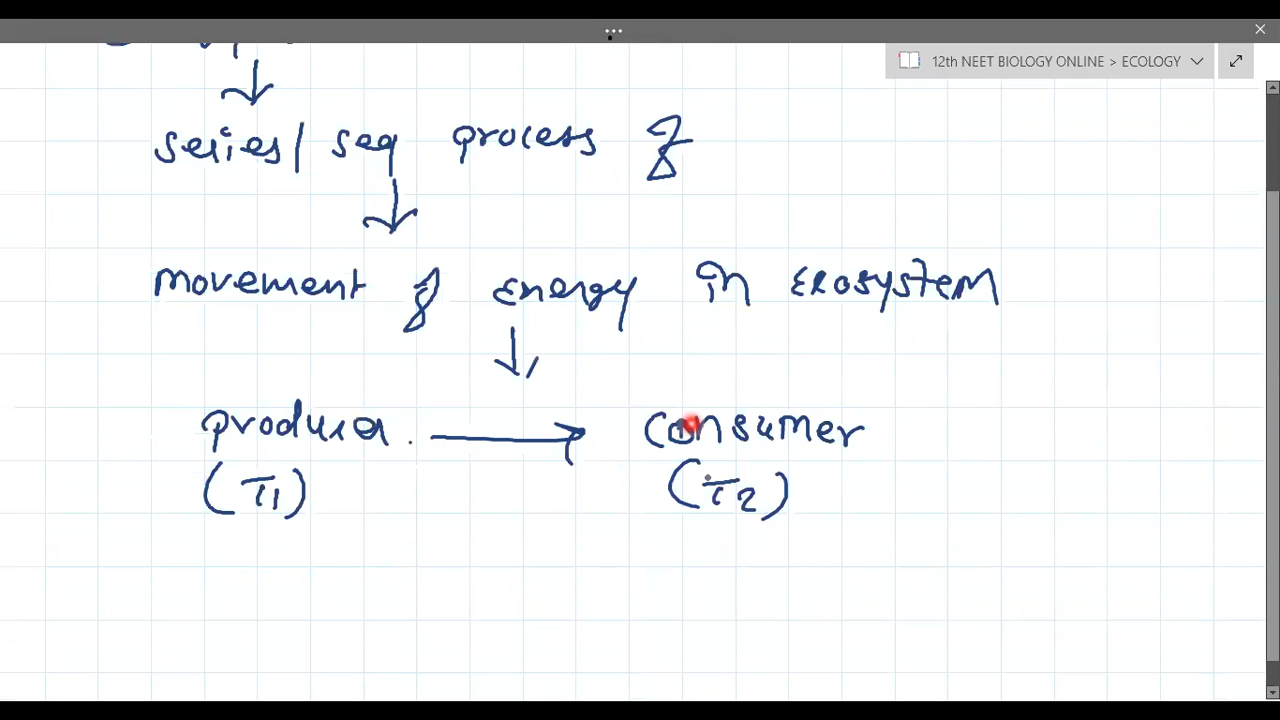 12th NEET BIOLOGY ONLINE > ECOLOGY
series/ seq process of
movement of energy in Ecosystem
producer. → consumer
(T1) (T2)